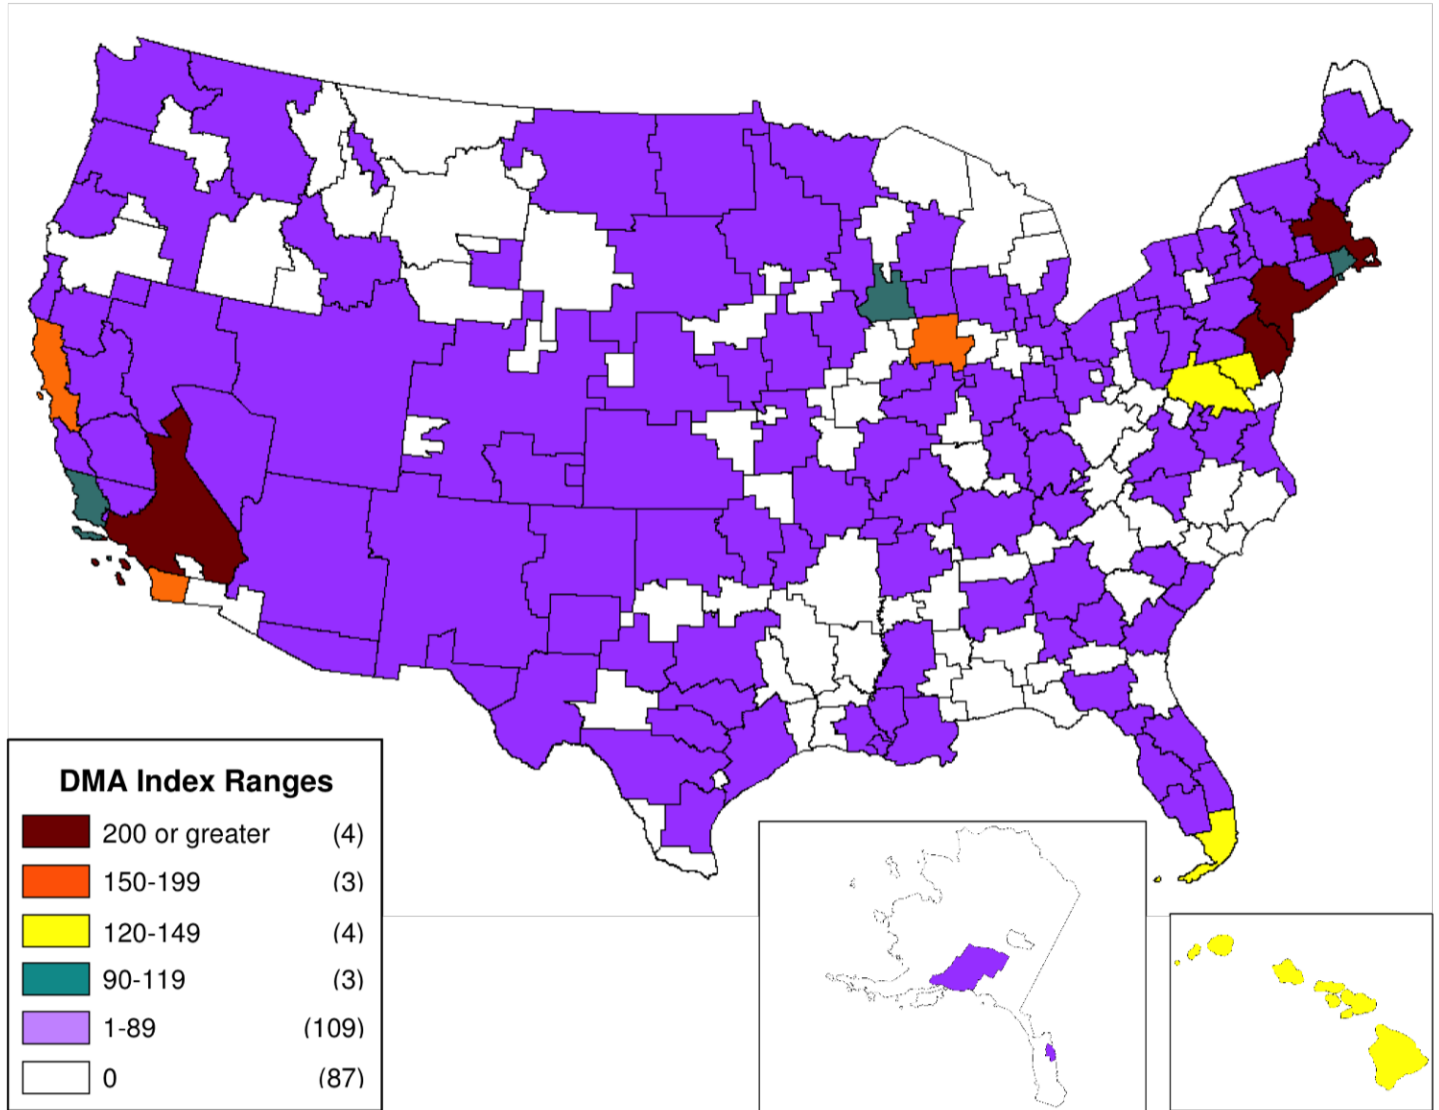 DMA Index Ranges
200 or greater (4)
150-199 (3)
120-149 (4)
90-119 (3)
1-89 (109)
0 (87)